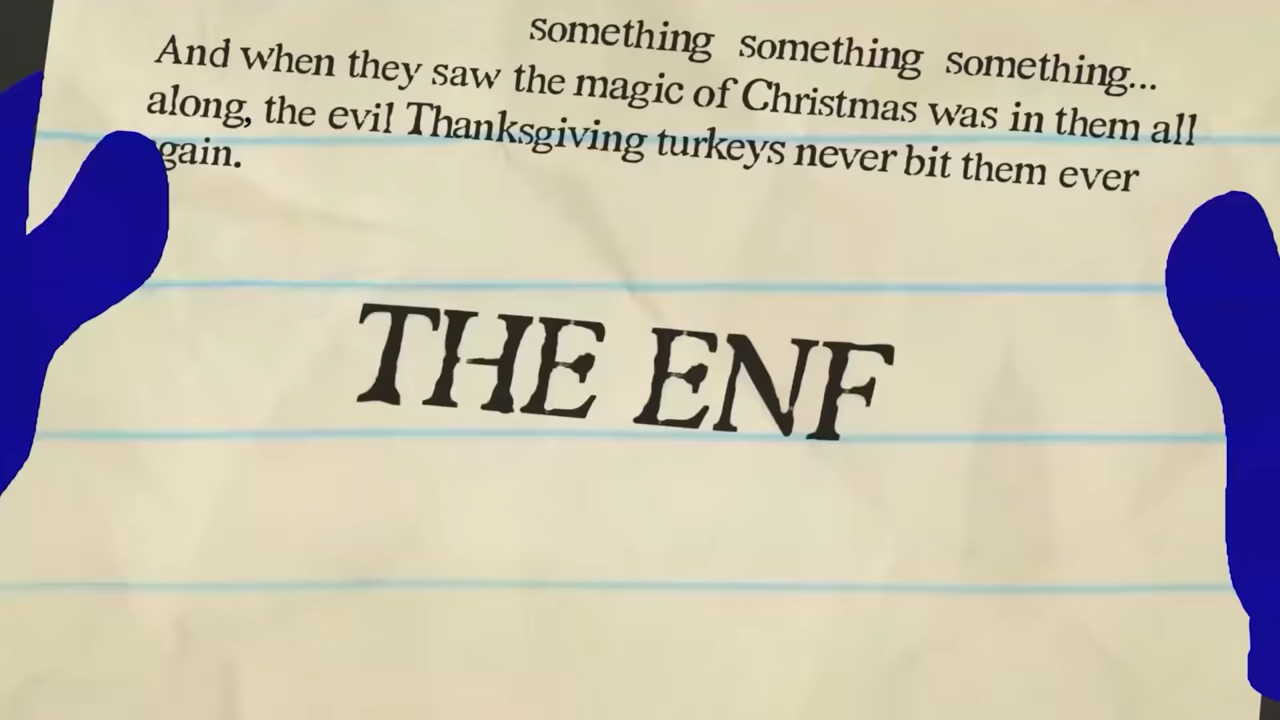 something something something...
And when they saw the magic of Christmas was in them all
along, the evil Thanksgiving turkeys never bit them ever
gain.
THE ENF